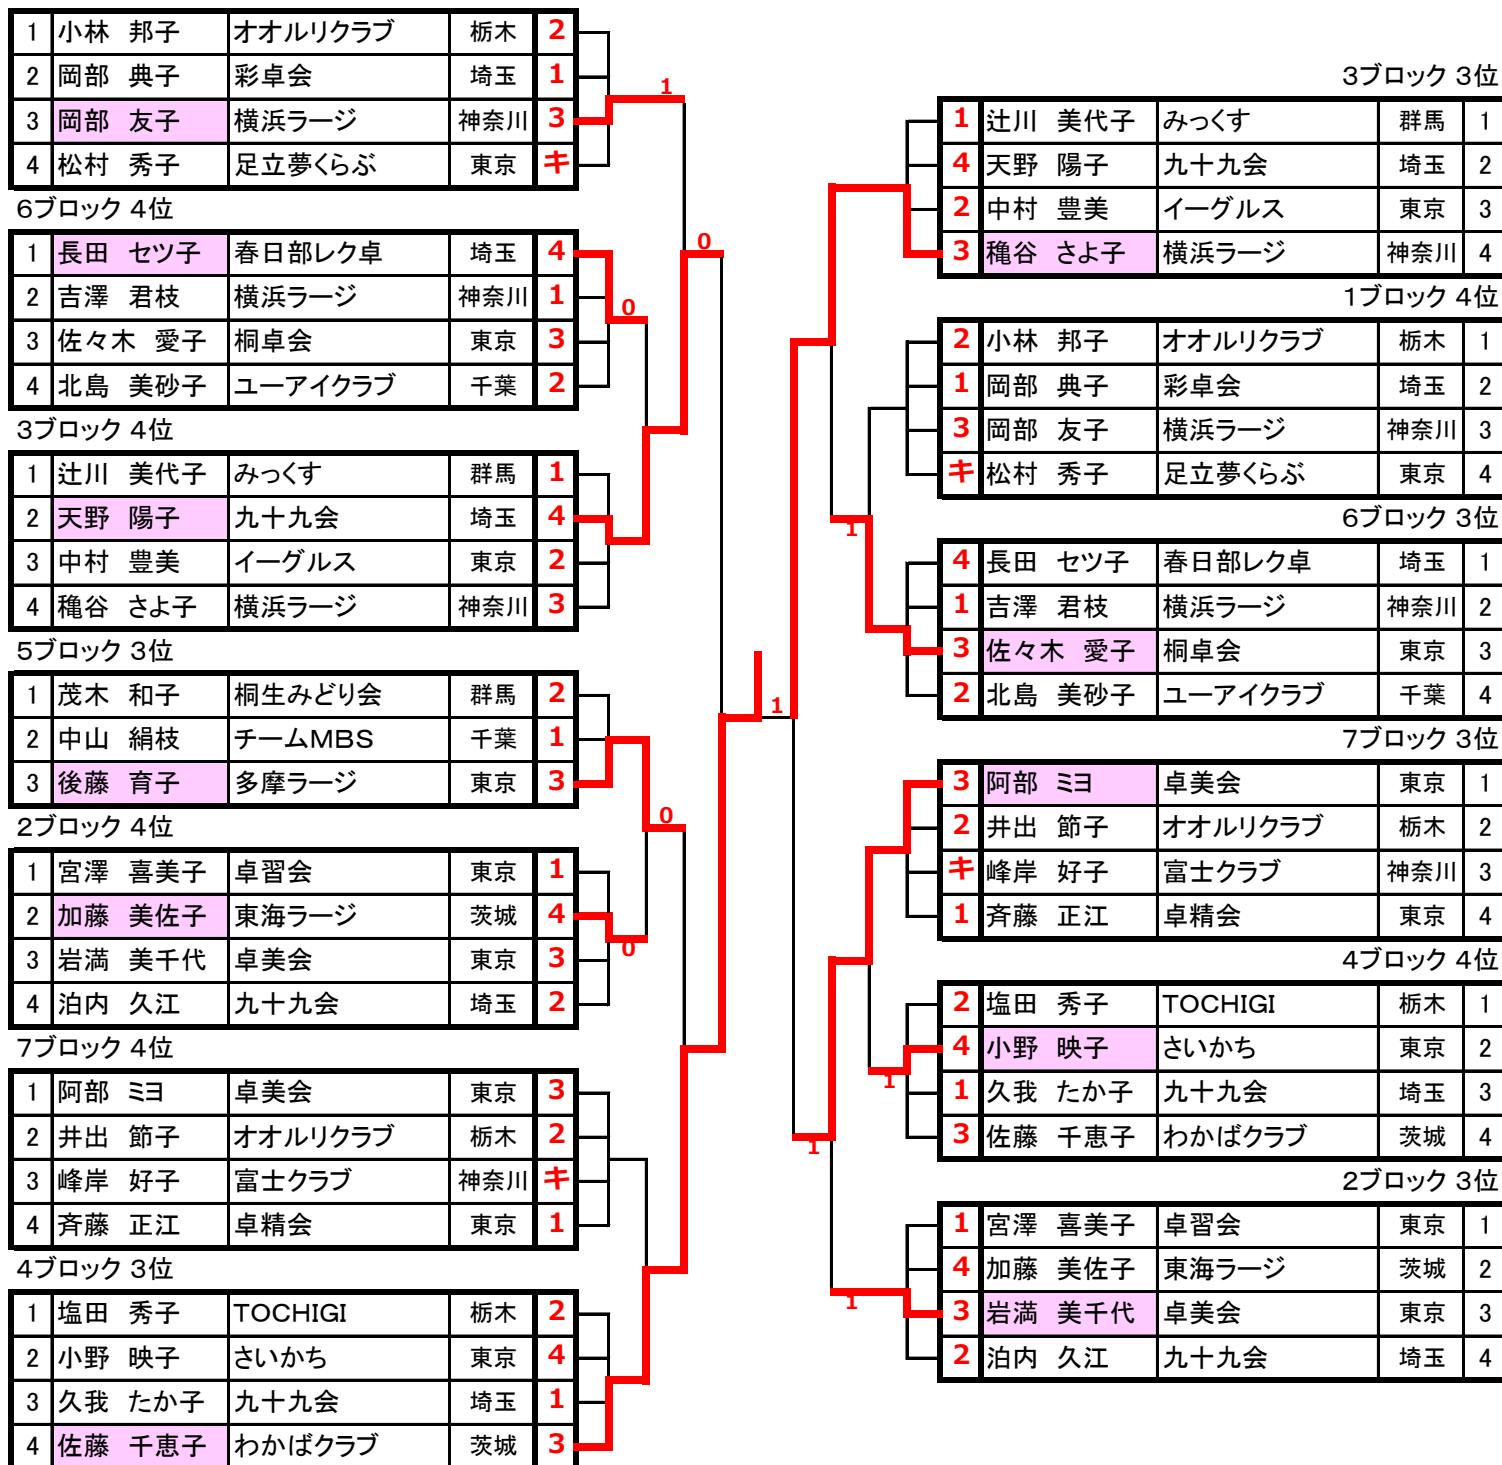 1 小林 邦子 オオルリクラブ 栃木 2
2 岡部 典子 彩卓会 埼玉 1
3 岡部 友子 横浜ラージ 神奈川 3
4 松村 秀子 足立夢くらぶ 東京 キ
1
6ブロック 4位
1 長田 セツ子 春日部レク卓 埼玉 4
2 吉澤 君枝 横浜ラージ 神奈川 1
3 佐々木 愛子 桐卓会 東京 3
4 北島 美砂子 ユーアイクラブ 千葉 2
0
0
3ブロック 4位
1 辻川 美代子 みっくす 群馬 1
2 天野 陽子 九十九会 埼玉 4
3 中村 豊美 イーグルス 東京 2
4 穐谷 さよ子 横浜ラージ 神奈川 3
5ブロック 3位
1 茂木 和子 桐生みどり会 群馬 2
2 中山 絹枝 チームMBS 千葉 1
3 後藤 育子 多摩ラージ 東京 3
0
2ブロック 4位
1 宮澤 喜美子 卓習会 東京 1
2 加藤 美佐子 東海ラージ 茨城 4
3 岩満 美千代 卓美会 東京 3
4 泊内 久江 九十九会 埼玉 2
0
7ブロック 4位
1 阿部 ミヨ 卓美会 東京 3
2 井出 節子 オオルリクラブ 栃木 2
3 峰岸 好子 富士クラブ 神奈川 キ
4 斉藤 正江 卓精会 東京 1
4ブロック 3位
1 塩田 秀子 TOCHIGI 栃木 2
2 小野 映子 さいかち 東京 4
3 久我 たか子 九十九会 埼玉 1
4 佐藤 千恵子 わかばクラブ 茨城 3
1
3ブロック 3位
1 辻川 美代子 みっくす 群馬 1
4 天野 陽子 九十九会 埼玉 2
2 中村 豊美 イーグルス 東京 3
3 穐谷 さよ子 横浜ラージ 神奈川 4
1ブロック 4位
2 小林 邦子 オオルリクラブ 栃木 1
1 岡部 典子 彩卓会 埼玉 2
3 岡部 友子 横浜ラージ 神奈川 3
キ 松村 秀子 足立夢くらぶ 東京 4
1
6ブロック 3位
4 長田 セツ子 春日部レク卓 埼玉 1
1 吉澤 君枝 横浜ラージ 神奈川 2
3 佐々木 愛子 桐卓会 東京 3
2 北島 美砂子 ユーアイクラブ 千葉 4
7ブロック 3位
3 阿部 ミヨ 卓美会 東京 1
2 井出 節子 オオルリクラブ 栃木 2
キ 峰岸 好子 富士クラブ 神奈川 3
1 斉藤 正江 卓精会 東京 4
4ブロック 4位
2 塩田 秀子 TOCHIGI 栃木 1
4 小野 映子 さいかち 東京 2
1 久我 たか子 九十九会 埼玉 3
3 佐藤 千恵子 わかばクラブ 茨城 4
1
1
2ブロック 3位
1 宮澤 喜美子 卓習会 東京 1
4 加藤 美佐子 東海ラージ 茨城 2
3 岩満 美千代 卓美会 東京 3
2 泊内 久江 九十九会 埼玉 4
1